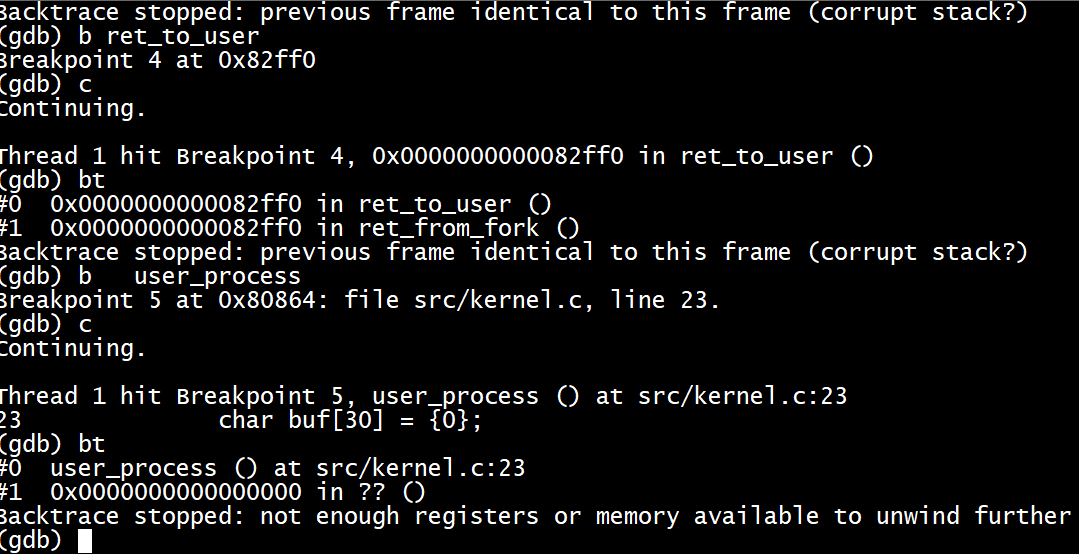 Backtrace stopped: previous frame identical to this frame (corrupt stack?)
(gdb) b ret_to_user
Breakpoint 4 at 0x82ff0
(gdb) c
Continuing.
Thread 1 hit Breakpoint 4, 0x0000000000082ff0 in ret_to_user ()
(gdb) bt
#0  0x0000000000082ff0 in ret_to_user ()
#1  0x0000000000082ff0 in ret_from_fork ()
Backtrace stopped: previous frame identical to this frame (corrupt stack?)
(gdb) b   user_process
Breakpoint 5 at 0x80864: file src/kernel.c, line 23.
(gdb) c
Continuing.
Thread 1 hit Breakpoint 5, user_process () at src/kernel.c:23
23              char buf[30] = {0};
(gdb) bt
#0  user_process () at src/kernel.c:23
#1  0x0000000000000000 in ?? ()
Backtrace stopped: not enough registers or memory available to unwind further
(gdb)